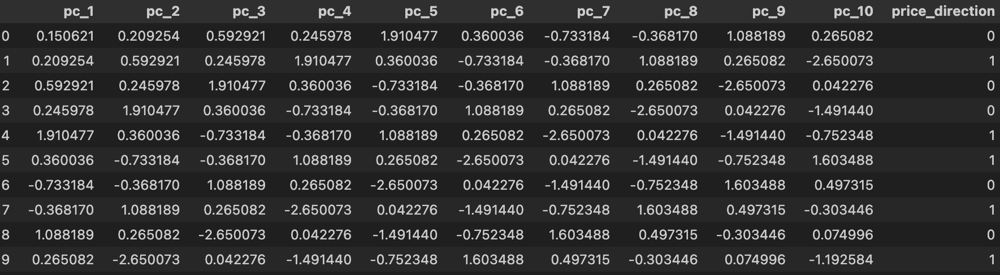 pc_1 pc_2 pc_3 pc_4 pc_5 pc_6 pc_7 pc_8 pc_9 pc_10 price_direction
0 0.150621 0.209254 0.592921 0.245978 1.910477 0.360036 -0.733184 -0.368170 1.088189 0.265082 0
1 0.209254 0.592921 0.245978 1.910477 0.360036 -0.733184 -0.368170 1.088189 0.265082 -2.650073 1
2 0.592921 0.245978 1.910477 0.360036 -0.733184 -0.368170 1.088189 0.265082 -2.650073 0.042276 0
3 0.245978 1.910477 0.360036 -0.733184 -0.368170 1.088189 0.265082 -2.650073 0.042276 -1.491440 0
4 1.910477 0.360036 -0.733184 -0.368170 1.088189 0.265082 -2.650073 0.042276 -1.491440 -0.752348 1
5 0.360036 -0.733184 -0.368170 1.088189 0.265082 -2.650073 0.042276 -1.491440 -0.752348 1.603488 1
6 -0.733184 -0.368170 1.088189 0.265082 -2.650073 0.042276 -1.491440 -0.752348 1.603488 0.497315 0
7 -0.368170 1.088189 0.265082 -2.650073 0.042276 -1.491440 -0.752348 1.603488 0.497315 -0.303446 1
8 1.088189 0.265082 -2.650073 0.042276 -1.491440 -0.752348 1.603488 0.497315 -0.303446 0.074996 0
9 0.265082 -2.650073 0.042276 -1.491440 -0.752348 1.603488 0.497315 -0.303446 0.074996 -1.192584 1